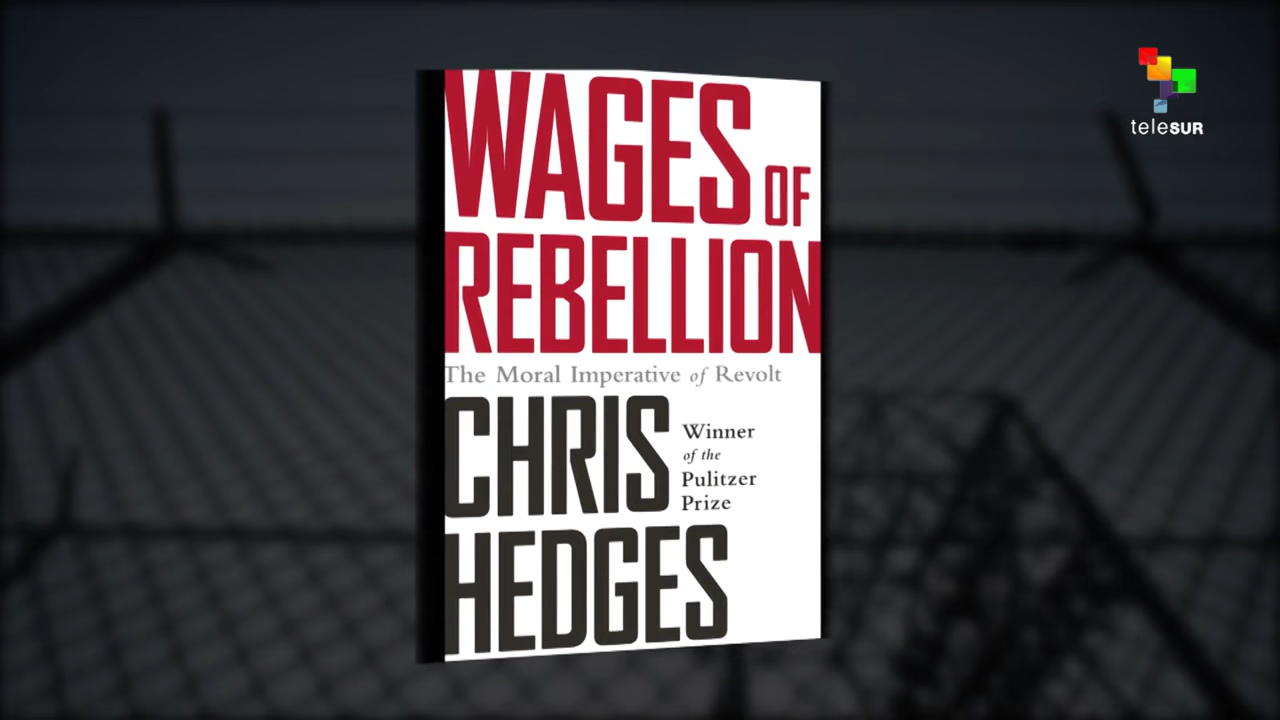 teleSUR
WAGES OF
REBELLION
The Moral Imperative of Revolt
CHRIS
HEDGES
Winner
of the
Pulitzer
Prize